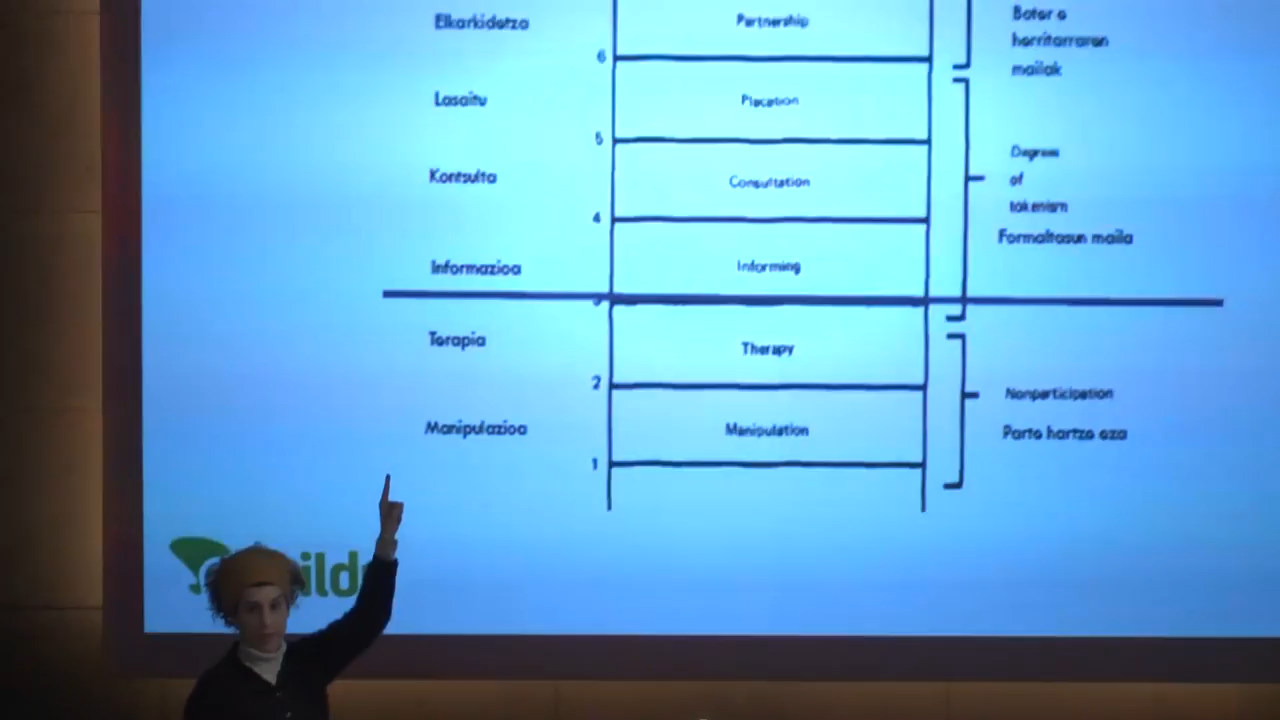 Elkarkidetza
Partnership
6
Lasaitu
Placation
5
Kontsulta
Consultation
4
Informazioa
Informing
3
Terapia
Therapy
2
Manipulazioa
Manipulation
1
Botere
herritarraren
mailak
Degrees
of
tokenism
Formaltasun maila
Nonparticipation
Parte hartze eza